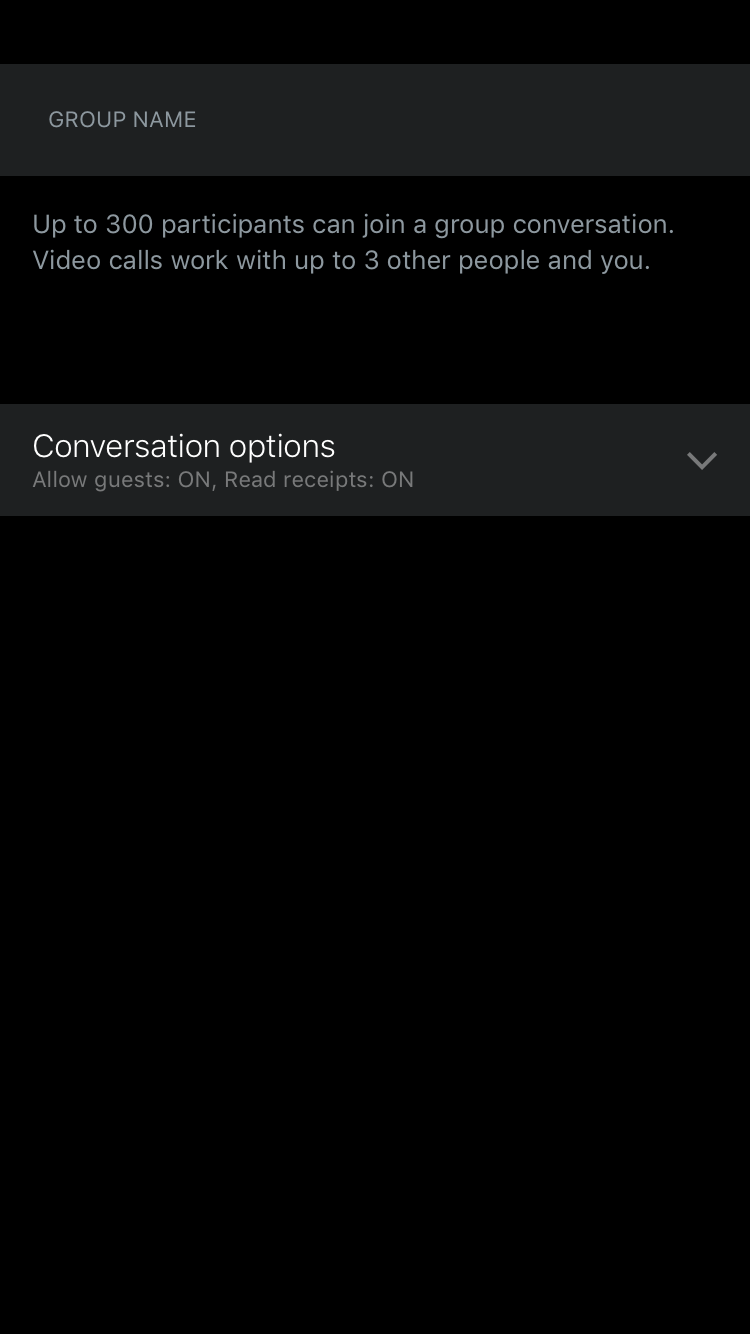 GROUP NAME
Up to 300 participants can join a group conversation.
Video calls work with up to 3 other people and you.
Conversation options
Allow guests: ON, Read receipts: ON